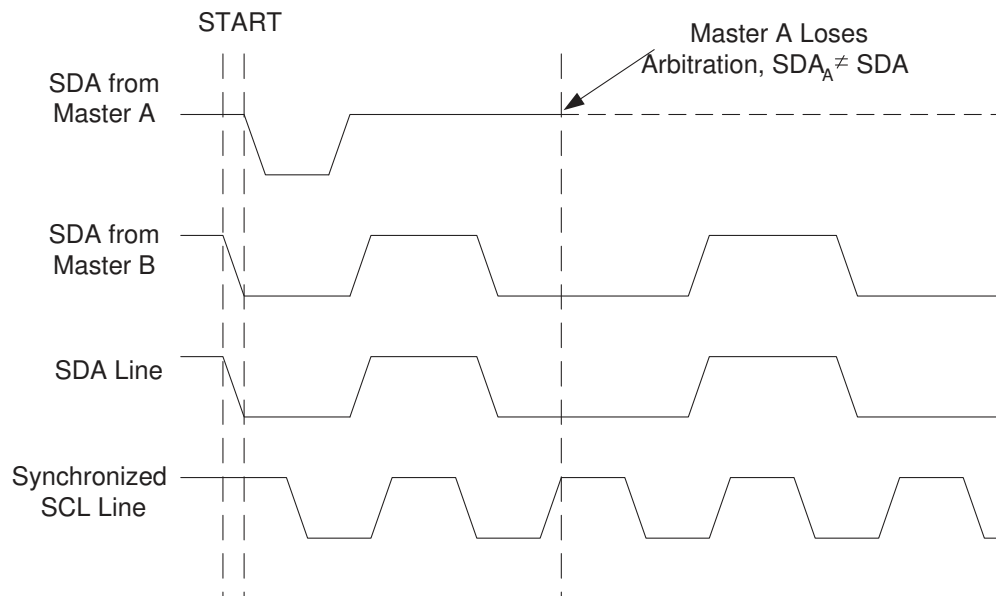 START
Master A Loses
Arbitration, SDA_A ≠ SDA
SDA from
Master A
SDA from
Master B
SDA Line
Synchronized
SCL Line